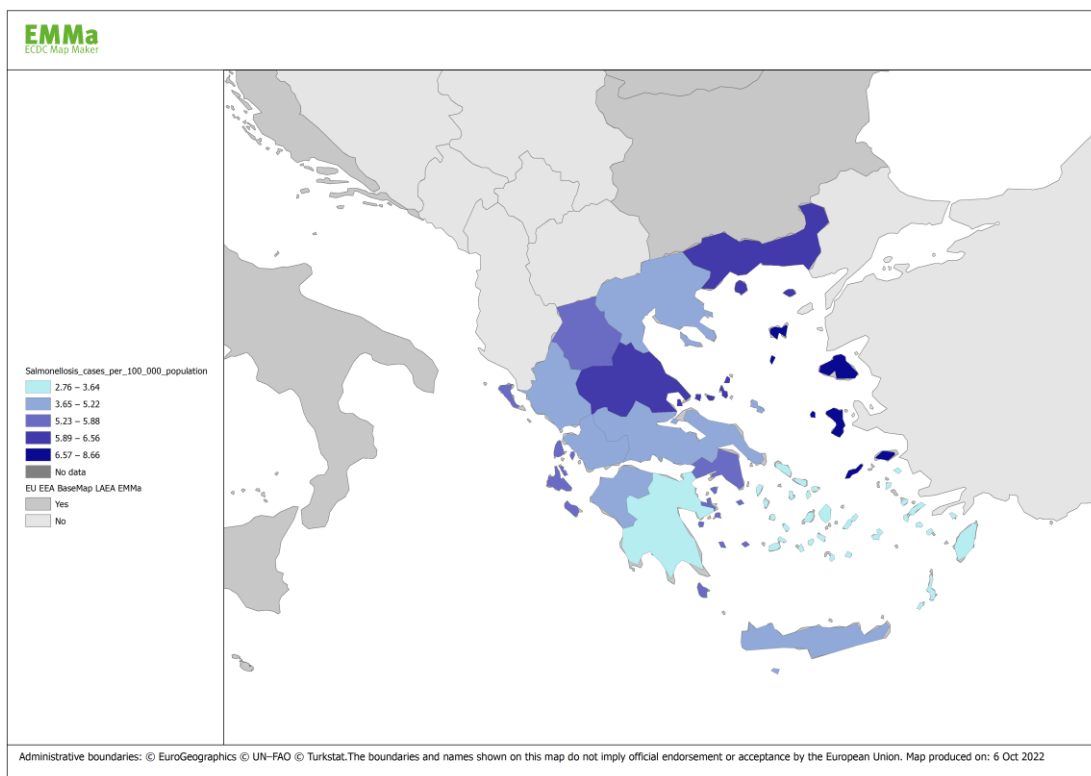 EMMa
ECDC Map Maker
Salmonellosis_cases_per_100_000_population
2.76 – 3.64
3.65 – 5.22
5.23 – 5.88
5.89 – 6.56
6.57 – 8.66
No data
EU EEA BaseMap LAEA EMMa
Yes
No
Administrative boundaries: © EuroGeographics © UN–FAO © Turkstat.The boundaries and names shown on this map do not imply official endorsement or acceptance by the European Union. Map produced on: 6 Oct 2022